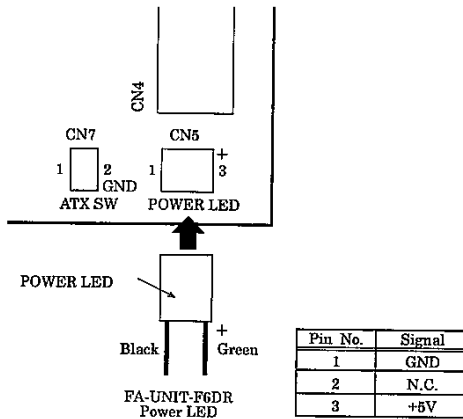 CN4
CN7
CN5
1
2
GND
1
+
3
ATX SW
POWER LED
POWER LED
Black
+
Green
FA-UNIT-F6DR
Power LED
Pin No. Signal
1 GND
2 N.C.
3 +5V